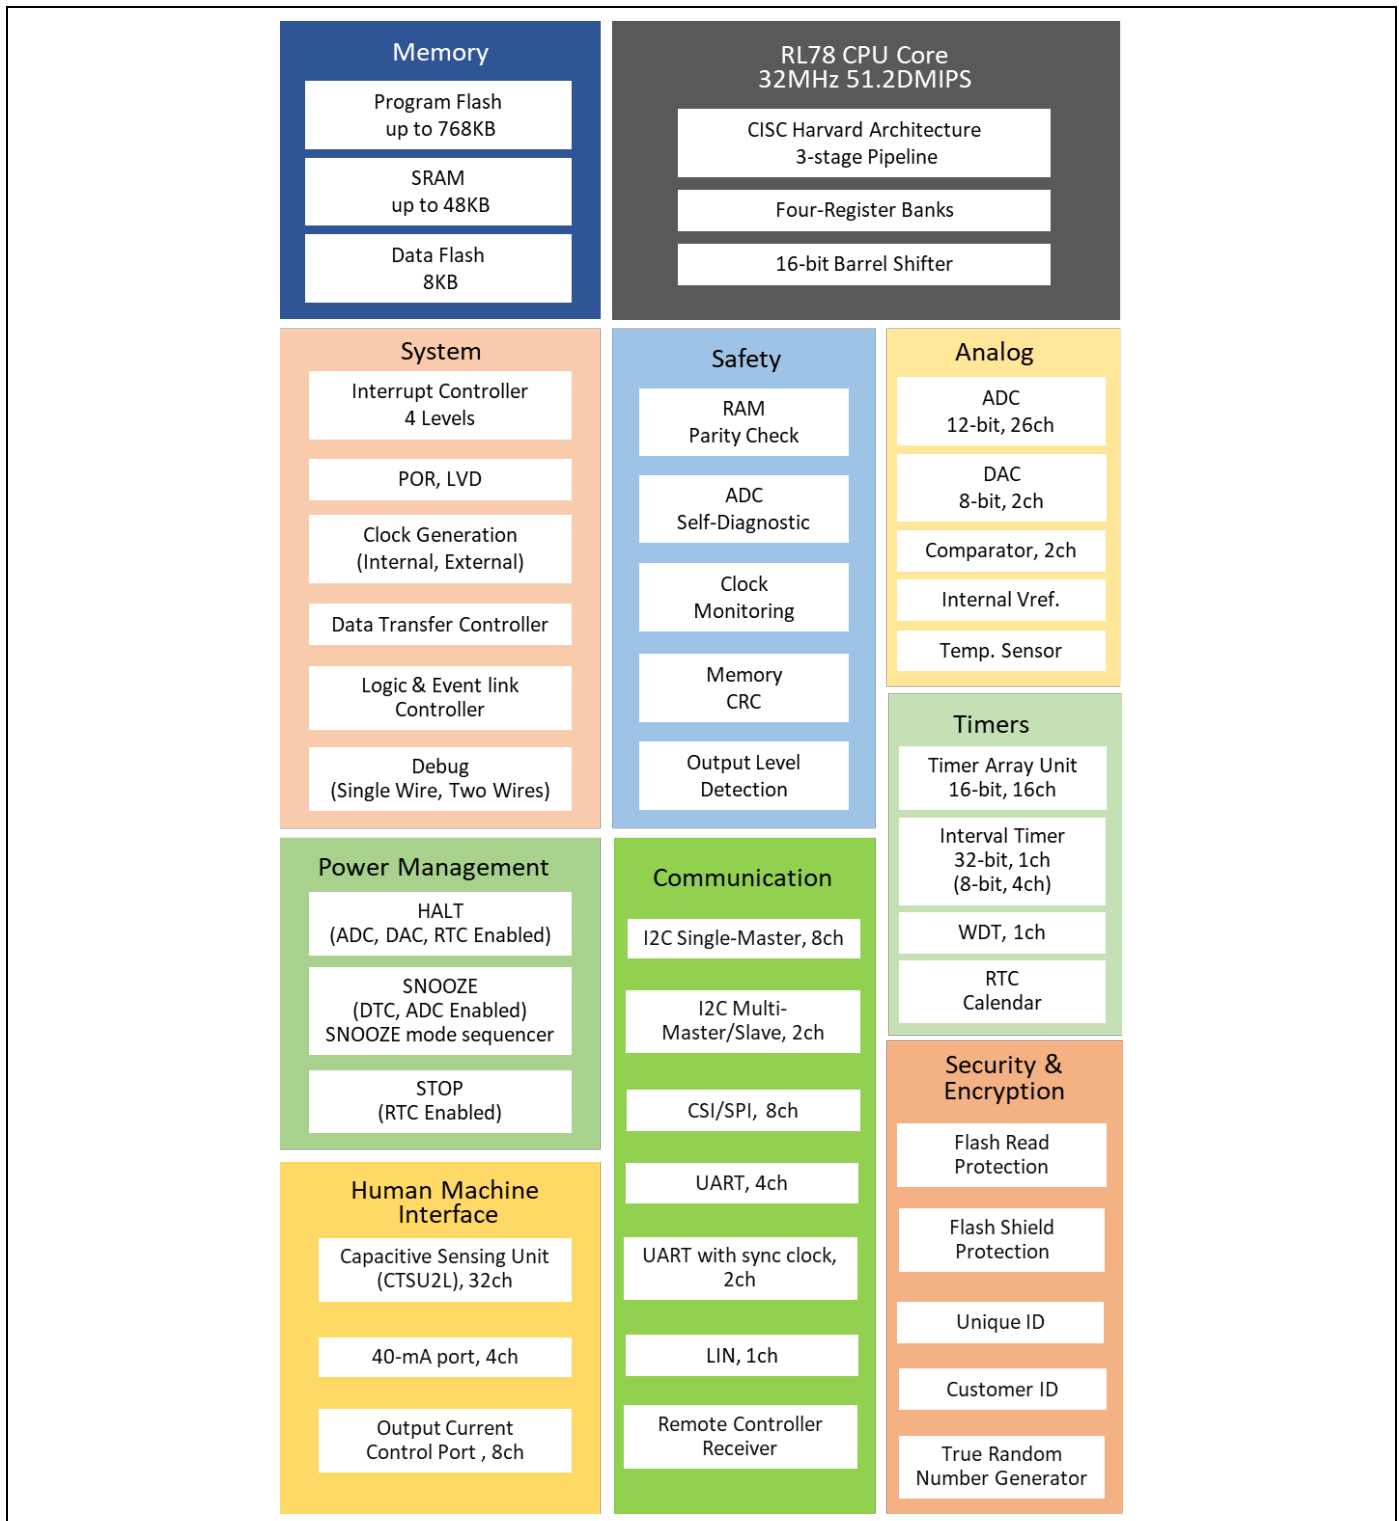 Memory
Program Flash
up to 768KB
SRAM
up to 48KB
Data Flash
8KB
RL78 CPU Core
32MHz 51.2DMIPS
CISC Harvard Architecture
3-stage Pipeline
Four-Register Banks
16-bit Barrel Shifter
System
Interrupt Controller
4 Levels
POR, LVD
Clock Generation
(Internal, External)
Data Transfer Controller
Logic & Event link
Controller
Debug
(Single Wire, Two Wires)
Safety
RAM
Parity Check
ADC
Self-Diagnostic
Clock
Monitoring
Memory
CRC
Output Level
Detection
Analog
ADC
12-bit, 26ch
DAC
8-bit, 2ch
Comparator, 2ch
Internal Vref.
Temp. Sensor
Timers
Timer Array Unit
16-bit, 16ch
Interval Timer
32-bit, 1ch
(8-bit, 4ch)
WDT, 1ch
RTC
Calendar
Power Management
HALT
(ADC, DAC, RTC Enabled)
SNOOZE
(DTC, ADC Enabled)
SNOOZE mode sequencer
STOP
(RTC Enabled)
Communication
I2C Single-Master, 8ch
I2C Multi-
Master/Slave, 2ch
CSI/SPI, 8ch
UART, 4ch
UART with sync clock,
2ch
LIN, 1ch
Remote Controller
Receiver
Security &
Encryption
Flash Read
Protection
Flash Shield
Protection
Unique ID
Customer ID
True Random
Number Generator
Human Machine
Interface
Capacitive Sensing Unit
(CTSU2L), 32ch
40-mA port, 4ch
Output Current
Control Port , 8ch